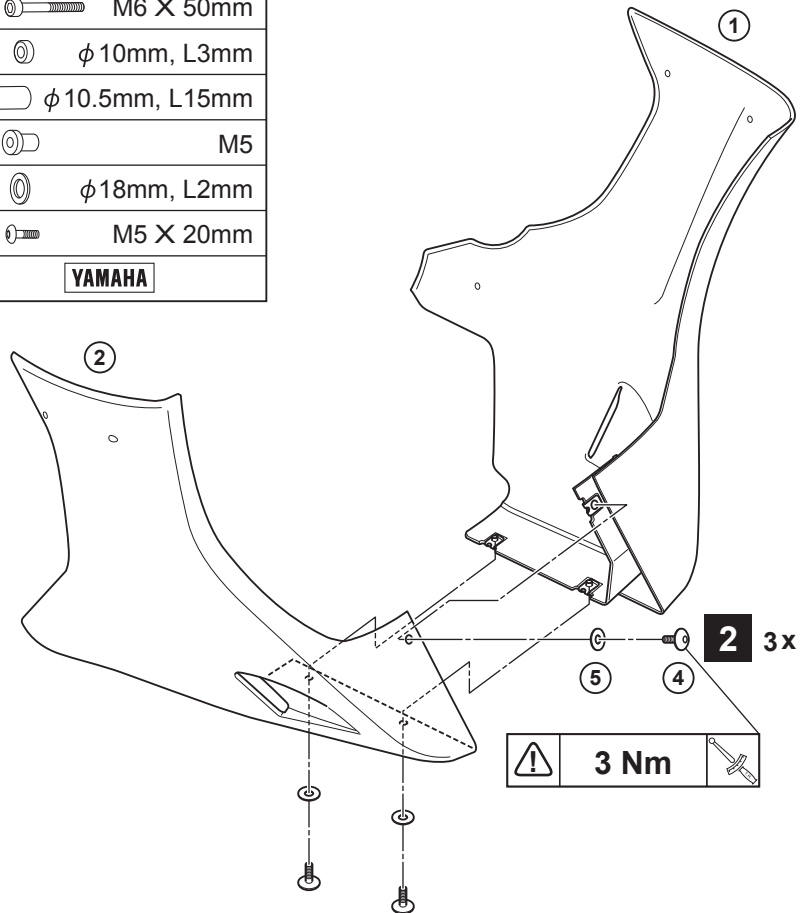 M6 X 50mm
ϕ10mm, L3mm
ϕ10.5mm, L15mm
M5
ϕ18mm, L2mm
M5 X 20mm
YAMAHA
1
2
2 3x
5 4
! 3 Nm